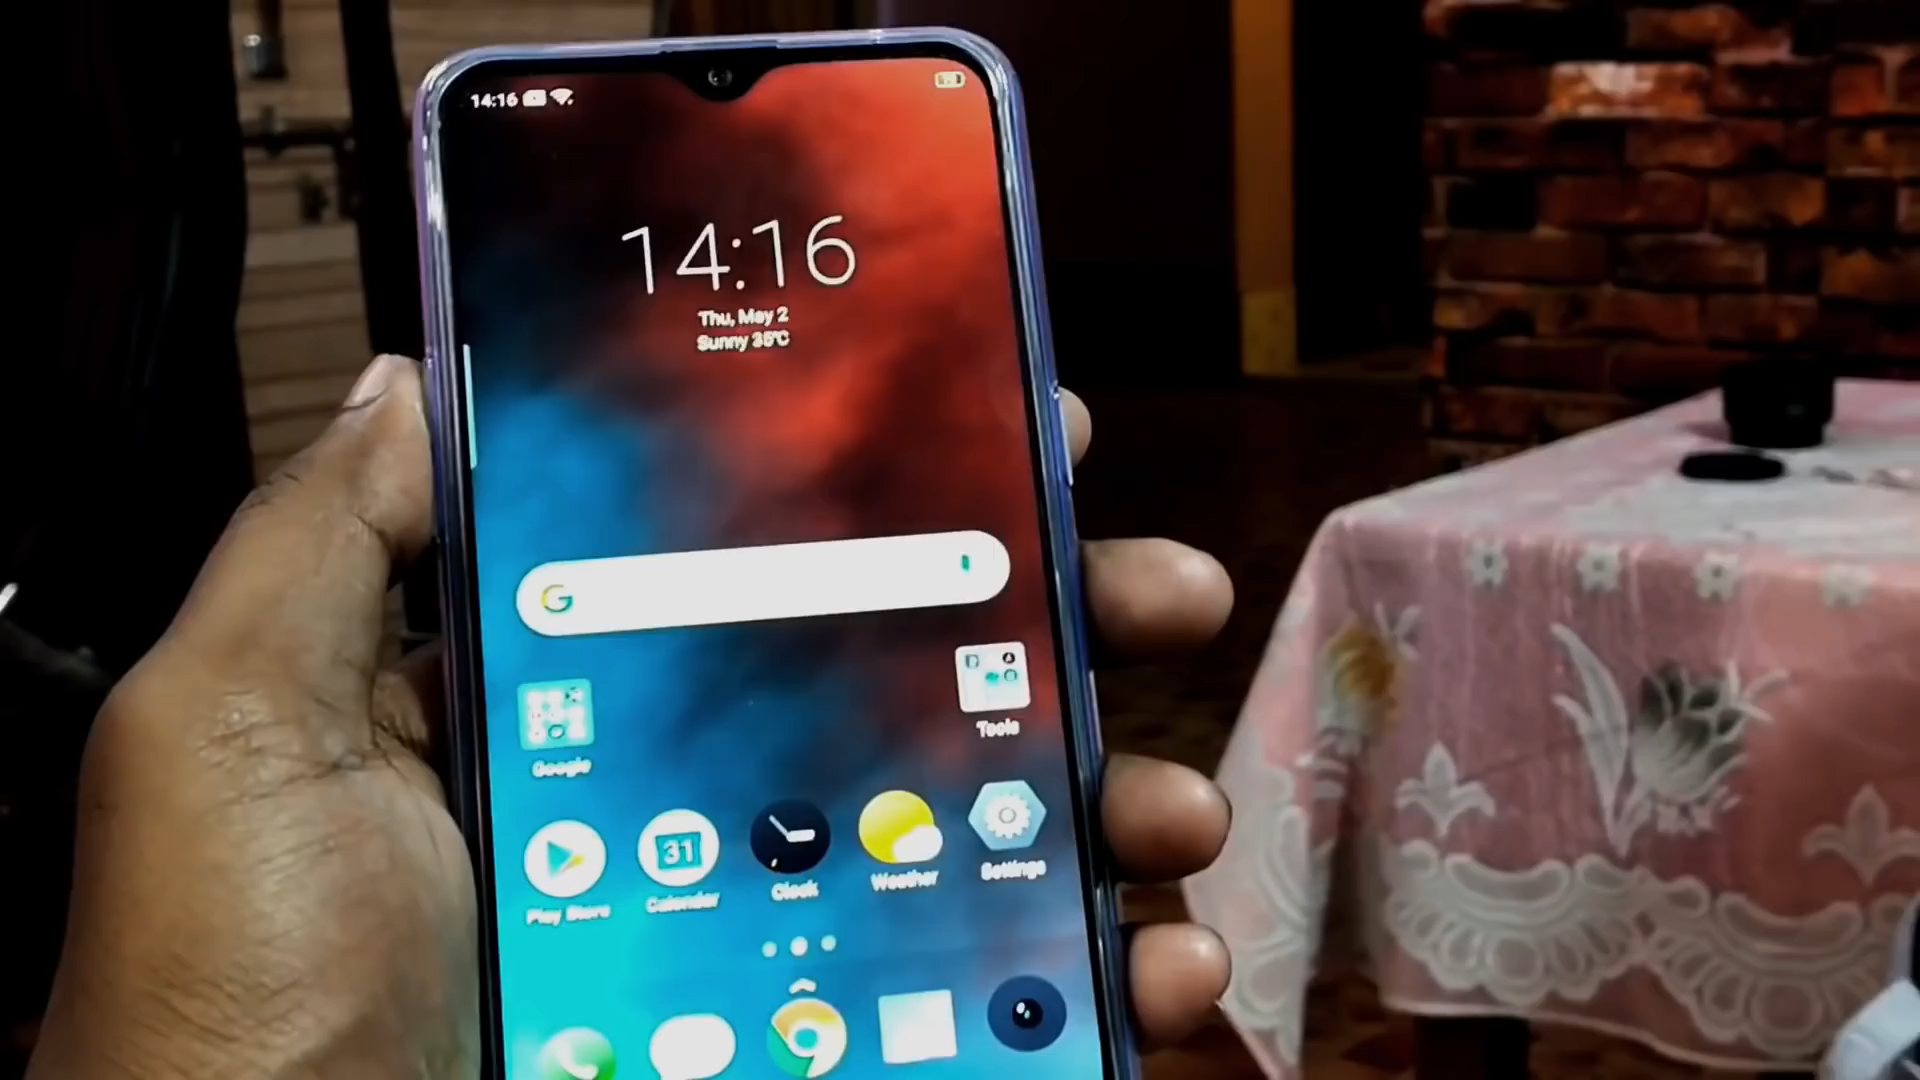 14:16
14:16
Thu, May 2
Sunny 35°C
G
Tools
Google
31
Play Store
Calendar
Clock
Weather
Settings